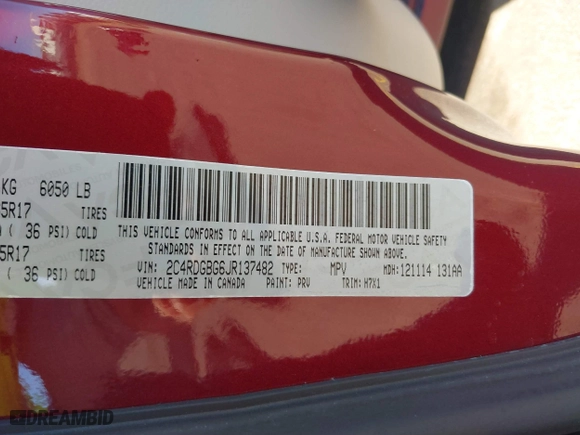 KG 6050 LB
5R17 TIRES
( 36 PSI) COLD
5R17 TIRES
( 36 PSI) COLD
THIS VEHICLE CONFORMS TO ALL APPLICABLE U.S.A. FEDERAL MOTOR VEHICLE SAFETY
STANDARDS IN EFFECT ON THE DATE OF MANUFACTURE SHOWN ABOVE.
VIN: 2C4RDGBG6JR137482 TYPE: MPV MDH: 121114 131AA
VEHICLE MADE IN CANADA PAINT: PRV TRIM: H7X1
DREAMBID